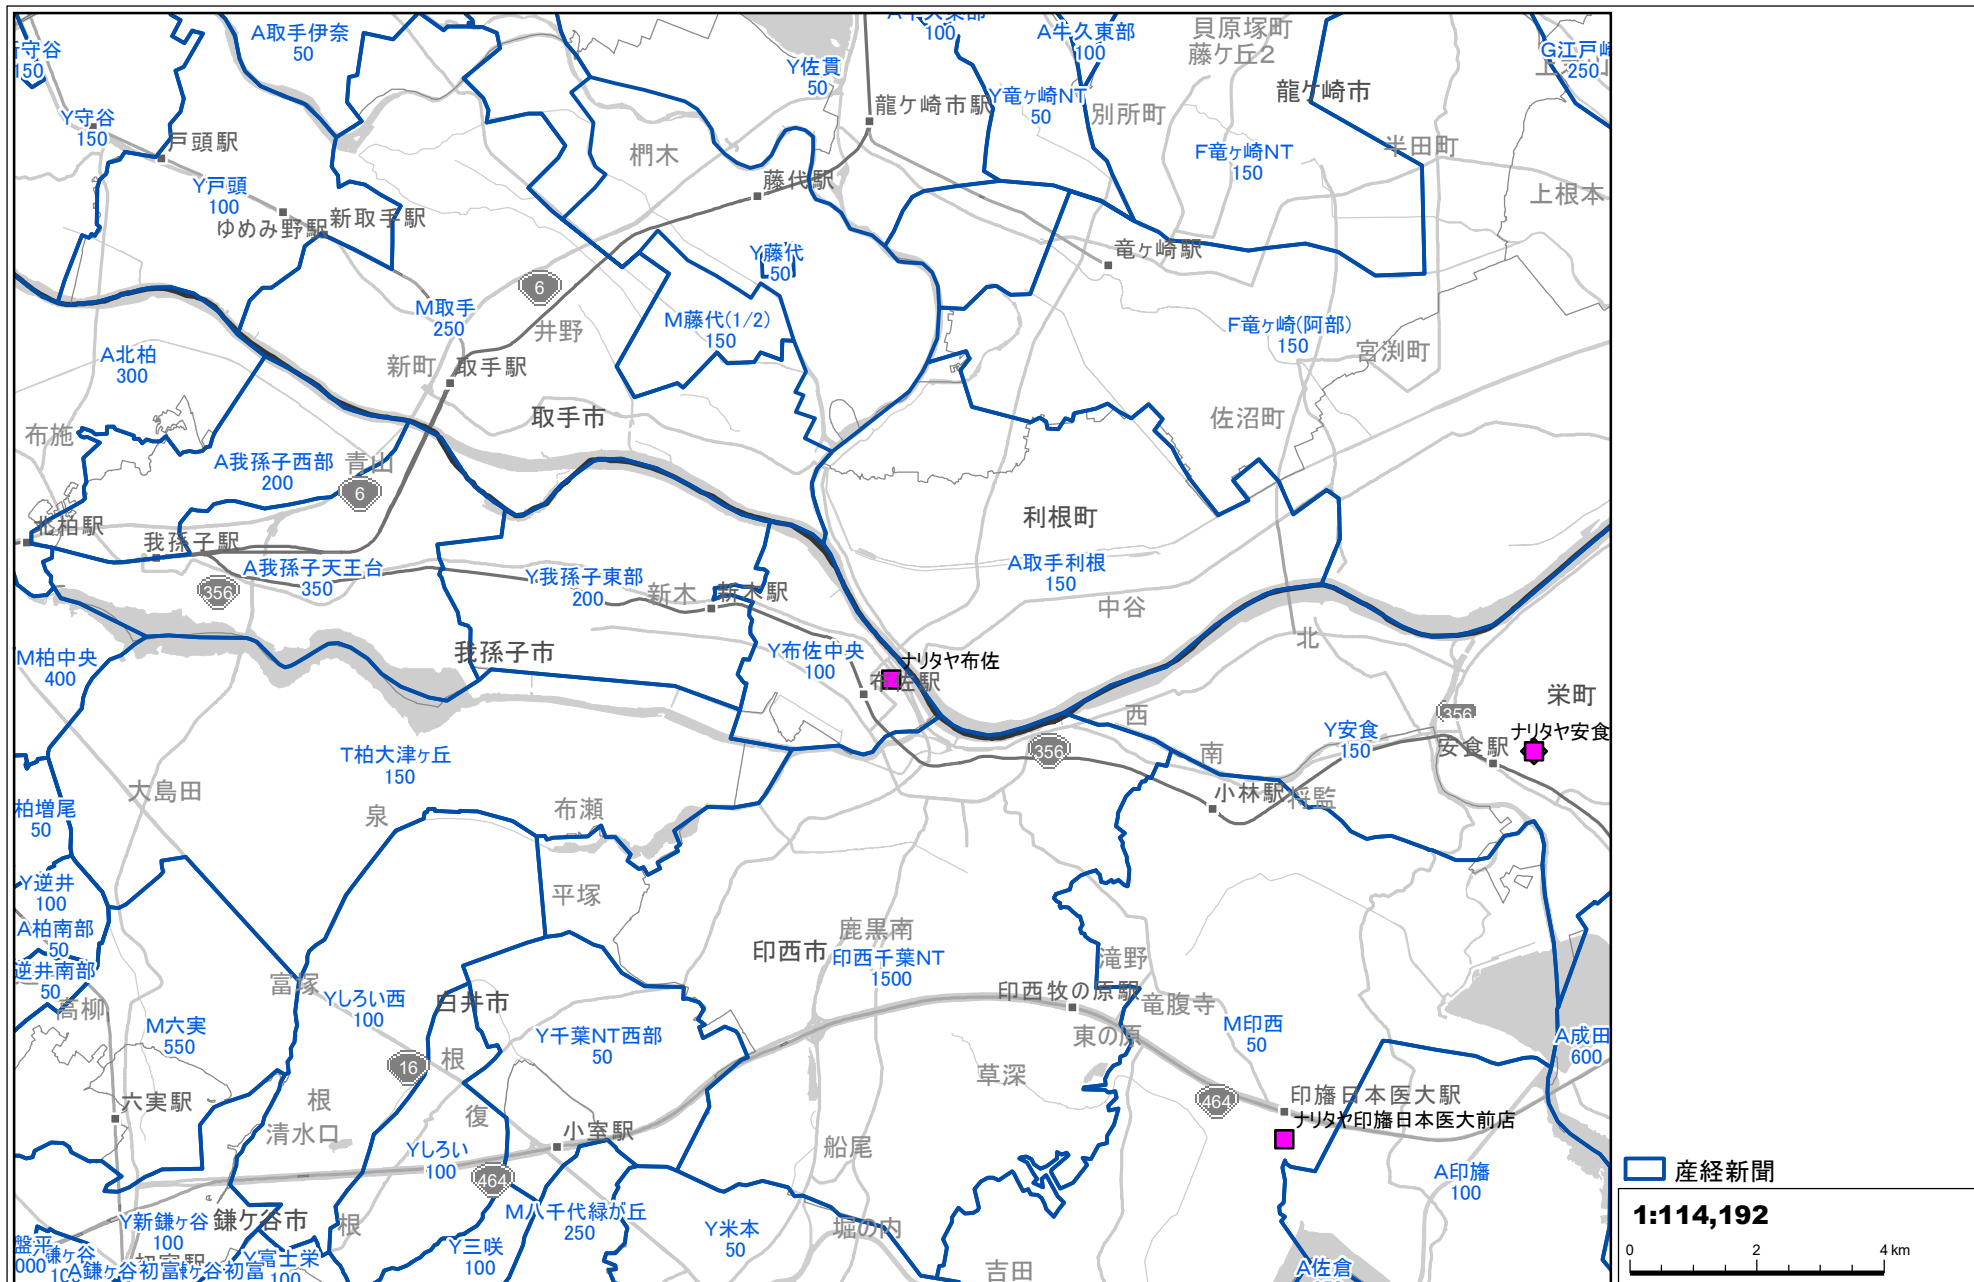 A取手伊奈
50
100
A牛久東部
100
貝原塚町
藤ケ丘2
G江戸崎
250
守谷
150
Y佐貫
50
龍ケ崎市
Y守谷
150
龍ケ崎市駅
Y竜ヶ崎NT
50
別所町
戸頭駅
椚木
F竜ヶ崎NT
150
半田町
Y戸頭
100
藤代駅
上根本
ゆめみ野駅
新取手駅
Y藤代
50
竜ヶ崎駅
6
M取手
250
井野
M藤代(1/2)
150
F竜ヶ崎(阿部)
150
宮渕町
A北柏
300
新町
取手駅
取手市
佐沼町
布施
A我孫子西部
200
青山
6
利根町
北柏駅
我孫子駅
A我孫子天王台
350
356
Y我孫子東部
200
新木
新木駅
A取手利根
150
中谷
北
M柏中央
400
我孫子市
Y布佐中央
100
ナリタヤ布佐
布佐駅
栄町
西
356
ナリタヤ安食
T柏大津ヶ丘
150
356
南
Y安食
150
安食駅
大島田
柏増尾
50
泉
布瀬
小林駅
将監
Y逆井
100
平塚
A柏南部
50
鹿黒南
印西市
印西千葉NT
1500
滝野
逆井南部
50
高柳
富塚
Yしろい西
100
白井市
印西牧の原駅
竜腹寺
M六実
550
Y千葉NT西部
50
東の原
M印西
50
A成田
600
16
根
草深
464
印旛日本医大駅
ナリタヤ印旛日本医大前店
六実駅
根
清水口
復
小室駅
船尾
Yしろい
100
464
A印旛
100
産経新聞
Y新鎌ヶ谷
100
鎌ケ谷市
根
M八千代緑が丘
250
Y米本
50
堀の内
1:114,192
Y三咲
100
Y富士栄
100
吉田
A佐倉
0 2 4 km